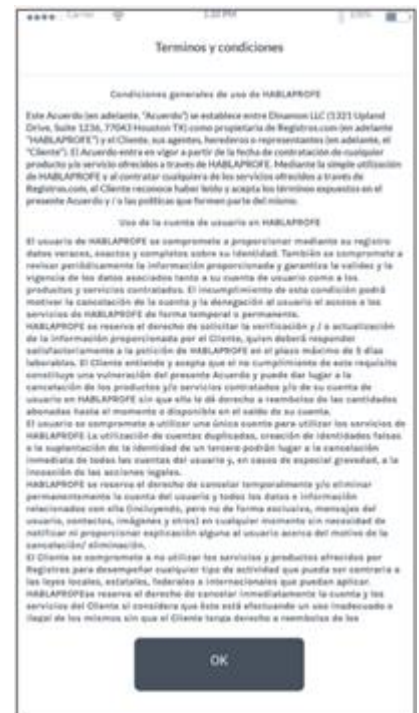 Carrier
1:20 PM
100%
Terminos y condiciones
Condiciones generales de uso de HABLAPROFE
Este Acuerdo (en adelante, "Acuerdo") se establece entre Dinamon LLC (1321 Upland
Drive, Suite 1236, 77043 Houston TX) como propietaria de Registros.com (en adelante
"HABLAPROFE") y el Cliente, sus agentes, herederos o representantes (en adelante, el
"Cliente"). El Acuerdo entra en vigor a partir de la fecha de contratación de cualquier
producto y/o servicio ofrecidos a través de HABLAPROFE. Mediante la simple utilización
de HABLAPROFE y al contratar cualquiera de los servicios ofrecidos a través de
Registros.com, el Cliente reconoce haber leído y acepta los términos expuestos en el
presente Acuerdo y / o las políticas que formen parte del mismo.
Uso de la cuenta de usuario en HABLAPROFE
El usuario de HABLAPROFE se compromete a proporcionar mediante su registro
datos veraces, exactos y completos sobre su identidad. También se compromete a
revisar periódicamente la información proporcionada y garantiza la validez y la
vigencia de los datos asociados tanto a su cuenta de usuario como a los
productos y servicios contratados. El incumplimiento de esta condición podrá
motivar la cancelación de la cuenta y la denegación al usuario el acceso a los
servicios de HABLAPROFE de forma temporal o permanente.
HABLAPROFE se reserva el derecho de solicitar la verificación y / o actualización
de la información proporcionada por el Cliente, quien deberá responder
satisfactoriamente a la petición de HABLAPROFE en el plazo máximo de 5 días
laborables. El Cliente entiende y acepta que el no cumplimiento de este requisito
constituye una vulneración del presente Acuerdo y puede dar lugar a la
cancelación de los productos y/o servicios contratados y/o de su cuenta de
usuario en HABLAPROFE sin que ello le dé derecho a reembolso de las cantidades
abonadas hasta el momento o disponible en el saldo de su cuenta.
El usuario se compromete a utilizar una única cuenta para utilizar los servicios de
HABLAPROFE La utilización de cuentas duplicadas, creación de identidades falsas
o la suplantación de la identidad de un tercero podrán lugar a la cancelación
inmediata de todas las cuentas del usuario y, en casos de especial gravedad, a la
incoación de las acciones legales.
HABLAPROFE se reserva el derecho de cancelar temporalmente y/o eliminar
permanentemente la cuenta del usuario y todos los datos e información
relacionados con ella (incluyendo, pero no de forma exclusiva, mensajes del
usuario, contactos, imágenes y otros) en cualquier momento sin necesidad de
notificar ni proporcionar explicación alguna al usuario acerca del motivo de la
cancelación/ eliminación.
El Cliente se compromete a no utilizar los servicios y productos ofrecidos por
Registros para desempeñar cualquier tipo de actividad que pueda ser contraria a
las leyes locales, estatales, federales e internacionales que puedan aplicar.
HABLAPROFEse reserva el derecho de cancelar inmediatamente la cuenta y los
servicios del Cliente si considera que éste está efectuando un uso inadecuado o
ilegal de los mismos sin que el Cliente tenga derecho a reembolso de los
OK